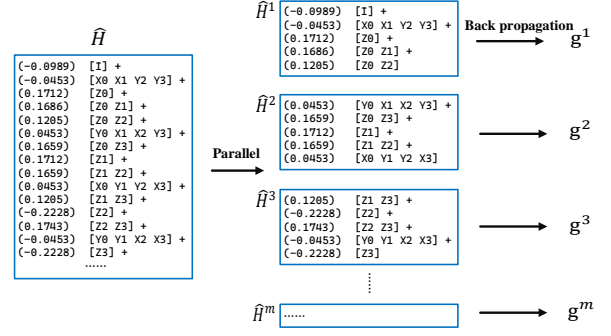 Ĥ
(-0.0989) [I] +
(-0.0453) [X0 X1 Y2 Y3] +
(0.1712) [Z0] +
(0.1686) [Z0 Z1] +
(0.1205) [Z0 Z2] +
(0.0453) [Y0 X1 X2 Y3] +
(0.1659) [Z0 Z3] +
(0.1712) [Z1] +
(0.1659) [Z1 Z2] +
(0.0453) [X0 Y1 Y2 X3] +
(0.1205) [Z1 Z3] +
(-0.2228) [Z2] +
(0.1743) [Z2 Z3] +
(-0.0453) [Y0 Y1 X2 X3] +
(-0.2228) [Z3] +
......
Parallel
Ĥ¹
(-0.0989) [I] +
(-0.0453) [X0 X1 Y2 Y3] +
(0.1712) [Z0] +
(0.1686) [Z0 Z1] +
(0.1205) [Z0 Z2]
Back propagation
g¹
Ĥ²
(0.0453) [Y0 X1 X2 Y3] +
(0.1659) [Z0 Z3] +
(0.1712) [Z1] +
(0.1659) [Z1 Z2] +
(0.0453) [X0 Y1 Y2 X3]
g²
Ĥ³
(0.1205) [Z1 Z3] +
(-0.2228) [Z2] +
(0.1743) [Z2 Z3] +
(-0.0453) [Y0 Y1 X2 X3] +
(-0.2228) [Z3]
g³
Ĥᵐ
......
gᵐ